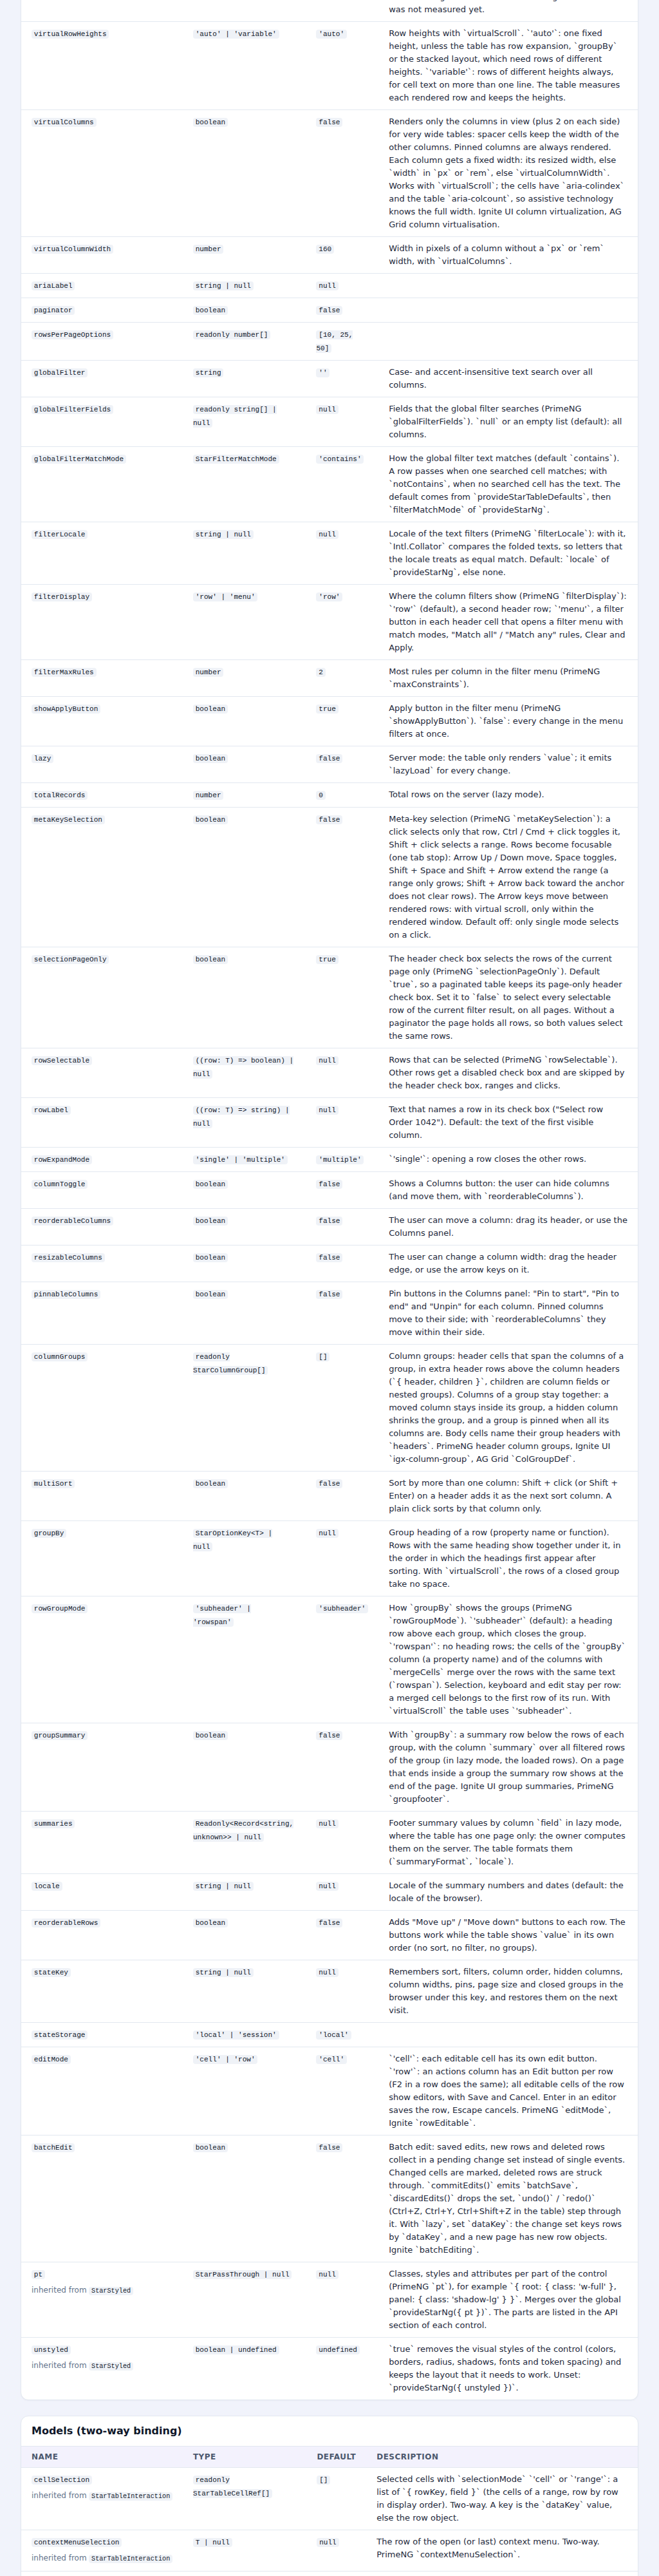 was not measured yet.
virtualRowHeights 'auto' | 'variable' 'auto' Row heights with `virtualScroll`. `'auto'`: one fixed
height, unless the table has row expansion, `groupBy`
or the stacked layout, which need rows of different
heights. `'variable'`: rows of different heights always,
for cell text on more than one line. The table measures
each rendered row and keeps the heights.
virtualColumns boolean false Renders only the columns in view (plus 2 on each side)
for very wide tables: spacer cells keep the width of the
other columns. Pinned columns are always rendered.
Each column gets a fixed width: its resized width, else
`width` in `px` or `rem`, else `virtualColumnWidth`.
Works with `virtualScroll`; the cells have `aria-colindex`
and the table `aria-colcount`, so assistive technology
knows the full width. Ignite UI column virtualization, AG
Grid column virtualisation.
virtualColumnWidth number 160 Width in pixels of a column without a `px` or `rem`
width, with `virtualColumns`.
ariaLabel string | null null
paginator boolean false
rowsPerPageOptions readonly number[] [10, 25,
50]
globalFilter string '' Case- and accent-insensitive text search over all
columns.
globalFilterFields readonly string[] | null Fields that the global filter searches (PrimeNG
null `globalFilterFields`). `null` or an empty list (default): all
columns.
globalFilterMatchMode StarFilterMatchMode 'contains' How the global filter text matches (default `contains`).
A row passes when one searched cell matches; with
`notContains`, when no searched cell has the text. The
default comes from `provideStarTableDefaults`, then
`filterMatchMode` of `provideStarNg`.
filterLocale string | null null Locale of the text filters (PrimeNG `filterLocale`): with it,
`Intl.Collator` compares the folded texts, so letters that
the locale treats as equal match. Default: `locale` of
`provideStarNg`, else none.
filterDisplay 'row' | 'menu' 'row' Where the column filters show (PrimeNG `filterDisplay`):
`'row'` (default), a second header row; `'menu'`, a filter
button in each header cell that opens a filter menu with
match modes, "Match all" / "Match any" rules, Clear and
Apply.
filterMaxRules number 2 Most rules per column in the filter menu (PrimeNG
`maxConstraints`).
showApplyButton boolean true Apply button in the filter menu (PrimeNG
`showApplyButton`). `false`: every change in the menu
filters at once.
lazy boolean false Server mode: the table only renders `value`; it emits
`lazyLoad` for every change.
totalRecords number 0 Total rows on the server (lazy mode).
metaKeySelection boolean false Meta-key selection (PrimeNG `metaKeySelection`): a
click selects only that row, Ctrl / Cmd + click toggles it,
Shift + click selects a range. Rows become focusable
(one tab stop): Arrow Up / Down move, Space toggles,
Shift + Space and Shift + Arrow extend the range (a
range only grows; Shift + Arrow back toward the anchor
does not clear rows). The Arrow keys move between
rendered rows: with virtual scroll, only within the
rendered window. Default off: only single mode selects
on a click.
selectionPageOnly boolean true The header check box selects the rows of the current
page only (PrimeNG `selectionPageOnly`). Default
`true`, so a paginated table keeps its page-only header
check box. Set it to `false` to select every selectable
row of the current filter result, on all pages. Without a
paginator the page holds all rows, so both values select
the same rows.
rowSelectable ((row: T) => boolean) | null Rows that can be selected (PrimeNG `rowSelectable`).
null Other rows get a disabled check box and are skipped by
the header check box, ranges and clicks.
rowLabel ((row: T) => string) | null Text that names a row in its check box ("Select row
null Order 1042"). Default: the text of the first visible
column.
rowExpandMode 'single' | 'multiple' 'multiple' `'single'`: opening a row closes the other rows.
columnToggle boolean false Shows a Columns button: the user can hide columns
(and move them, with `reorderableColumns`).
reorderableColumns boolean false The user can move a column: drag its header, or use the
Columns panel.
resizableColumns boolean false The user can change a column width: drag the header
edge, or use the arrow keys on it.
pinnableColumns boolean false Pin buttons in the Columns panel: "Pin to start", "Pin to
end" and "Unpin" for each column. Pinned columns
move to their side; with `reorderableColumns` they
move within their side.
columnGroups readonly [] Column groups: header cells that span the columns of a
StarColumnGroup[] group, in extra header rows above the column headers
(`{ header, children }`, children are column fields or
nested groups). Columns of a group stay together: a
moved column stays inside its group, a hidden column
shrinks the group, and a group is pinned when all its
columns are. Body cells name their group headers with
`headers`. PrimeNG header column groups, Ignite UI
`igx-column-group`, AG Grid `ColGroupDef`.
multiSort boolean false Sort by more than one column: Shift + click (or Shift +
Enter) on a header adds it as the next sort column. A
plain click sorts by that column only.
groupBy StarOptionKey<T> | null Group heading of a row (property name or function).
null Rows with the same heading show together under it, in
the order in which the headings first appear after
sorting. With `virtualScroll`, the rows of a closed group
take no space.
rowGroupMode 'subheader' | 'subheader' How `groupBy` shows the groups (PrimeNG
'rowspan' `rowGroupMode`). `'subheader'` (default): a heading
row above each group, which closes the group.
`'rowspan'`: no heading rows; the cells of the `groupBy`
column (a property name) and of the columns with
`mergeCells` merge over the rows with the same text
(`rowspan`). Selection, keyboard and edit stay per row:
a merged cell belongs to the first row of its run. With
`virtualScroll` the table uses `'subheader'`.
groupSummary boolean false With `groupBy`: a summary row below the rows of each
group, with the column `summary` over all filtered rows
of the group (in lazy mode, the loaded rows). On a page
that ends inside a group the summary row shows at the
end of the page. Ignite UI group summaries, PrimeNG
`groupfooter`.
summaries Readonly<Record<string, null Footer summary values by column `field` in lazy mode,
unknown>> | null where the table has one page only: the owner computes
them on the server. The table formats them
(`summaryFormat`, `locale`).
locale string | null null Locale of the summary numbers and dates (default: the
locale of the browser).
reorderableRows boolean false Adds "Move up" / "Move down" buttons to each row. The
buttons work while the table shows `value` in its own
order (no sort, no filter, no groups).
stateKey string | null null Remembers sort, filters, column order, hidden columns,
column widths, pins, page size and closed groups in the
browser under this key, and restores them on the next
visit.
stateStorage 'local' | 'session' 'local'
editMode 'cell' | 'row' 'cell' `'cell'`: each editable cell has its own edit button.
`'row'`: an actions column has an Edit button per row
(F2 in a row does the same); all editable cells of the row
show editors, with Save and Cancel. Enter in an editor
saves the row, Escape cancels. PrimeNG `editMode`,
Ignite `rowEditable`.
batchEdit boolean false Batch edit: saved edits, new rows and deleted rows
collect in a pending change set instead of single events.
Changed cells are marked, deleted rows are struck
through. `commitEdits()` emits `batchSave`,
`discardEdits()` drops the set, `undo()` / `redo()`
(Ctrl+Z, Ctrl+Y, Ctrl+Shift+Z in the table) step through
it. With `lazy`, set `dataKey`: the change set keys rows
by `dataKey`, and a new page has new row objects.
Ignite `batchEditing`.
pt StarPassThrough | null null Classes, styles and attributes per part of the control
inherited from StarStyled (PrimeNG `pt`), for example `{ root: { class: 'w-full' },
panel: { class: 'shadow-lg' } }`. Merges over the global
`provideStarNg({ pt })`. The parts are listed in the API
section of each control.
unstyled boolean | undefined undefined `true` removes the visual styles of the control (colors,
inherited from StarStyled borders, radius, shadows, fonts and token spacing) and
keeps the layout that it needs to work. Unset:
`provideStarNg({ unstyled })`.
Models (two-way binding)
NAME TYPE DEFAULT DESCRIPTION
cellSelection readonly [] Selected cells with `selectionMode` `'cell'` or `'range'`: a
inherited from StarTableInteraction StarTableCellRef[] list of `{ rowKey, field }` (the cells of a range, row by row
in display order). Two-way. A key is the `dataKey` value,
else the row object.
contextMenuSelection T | null null The row of the open (or last) context menu. Two-way.
inherited from StarTableInteraction PrimeNG `contextMenuSelection`.